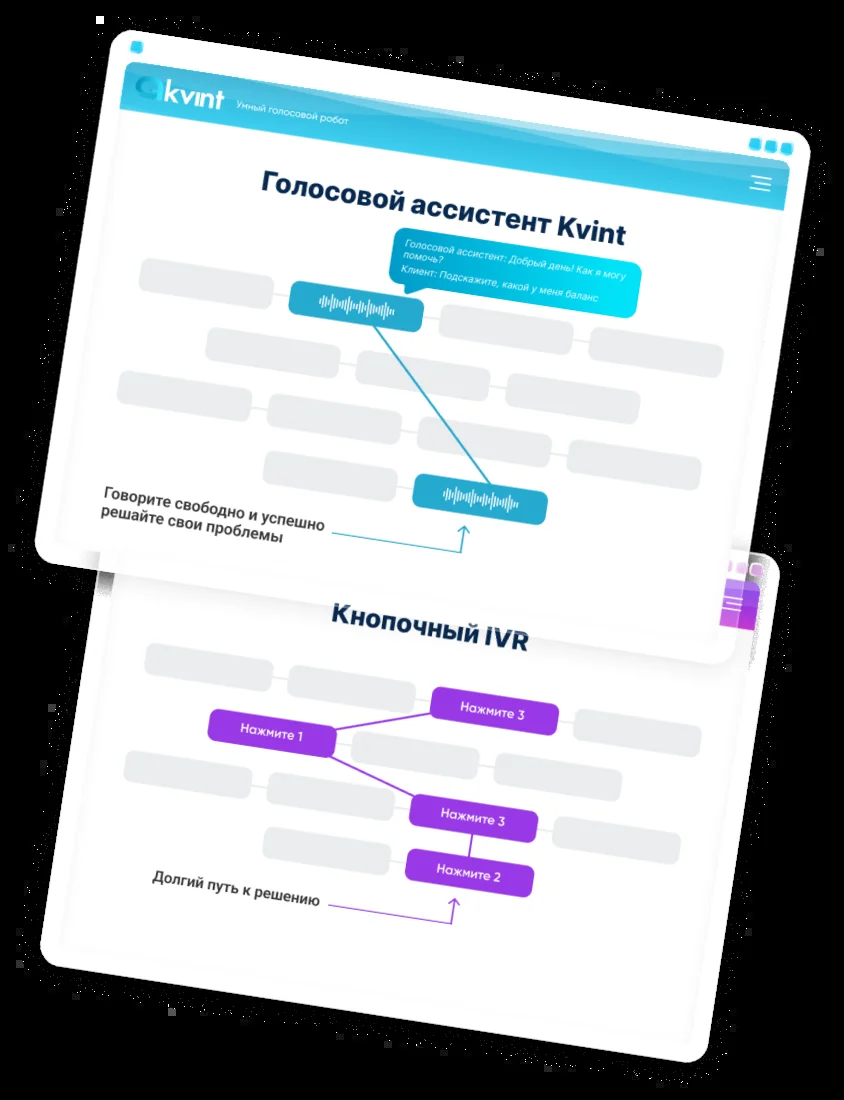 kvint
Умный голосовой робот
Голосовой ассистент Kvint
Голосовой ассистент: Добрый день! Как я могу
помочь?
Клиент: Подскажите, какой у меня баланс
Говорите свободно и успешно
решайте свои проблемы
Кнопочный IVR
Нажмите 3
Нажмите 1
Нажмите 3
Нажмите 2
Долгий путь к решению